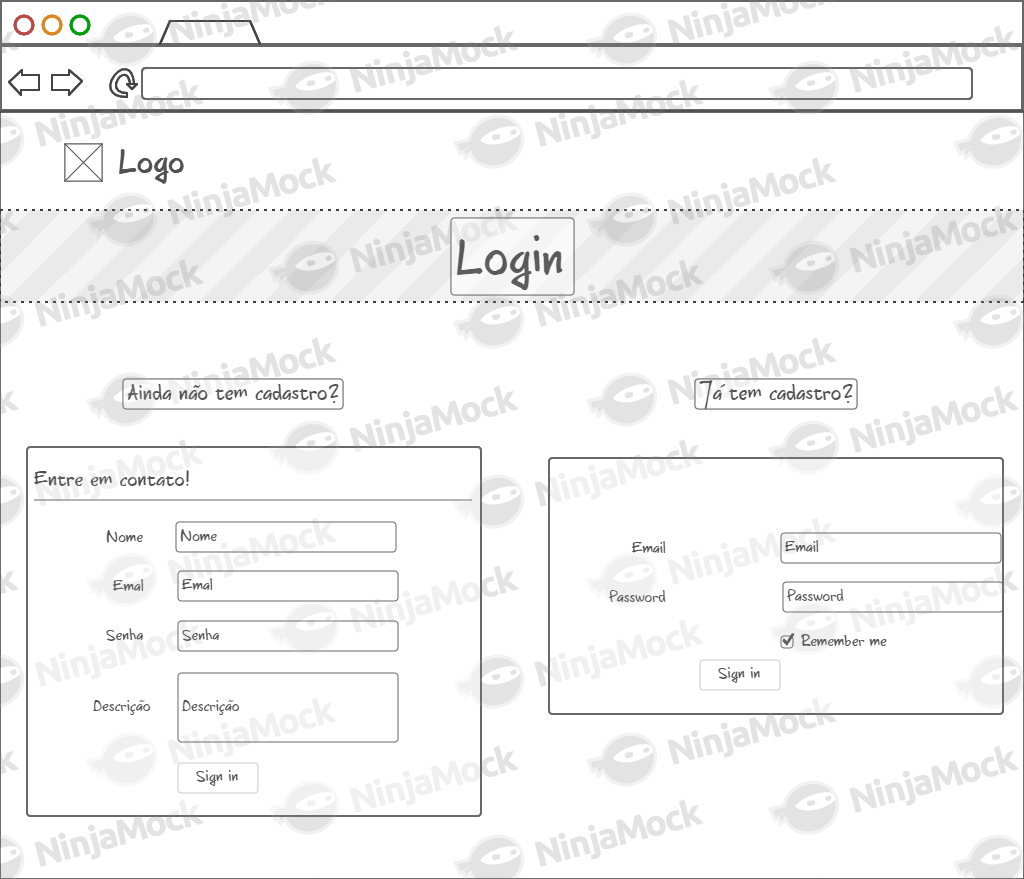 Logo
Login
Ainda não tem cadastro?
Já tem cadastro?
Entre em contato!
Nome
Nome
Emal
Emal
Senha
Senha
Descrição
Descrição
Sign in
Email
Email
Password
Password
Remember me
Sign in
NinjaMock